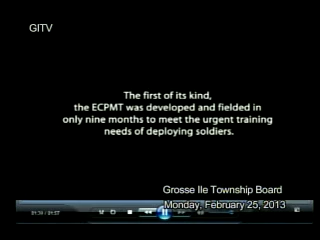 GITV
The first of its kind,
the ECPMT was developed and fielded in
only nine months to meet the urgent training
needs of deploying soldiers.
Grosse Ile Township Board
Monday, February 25, 2013